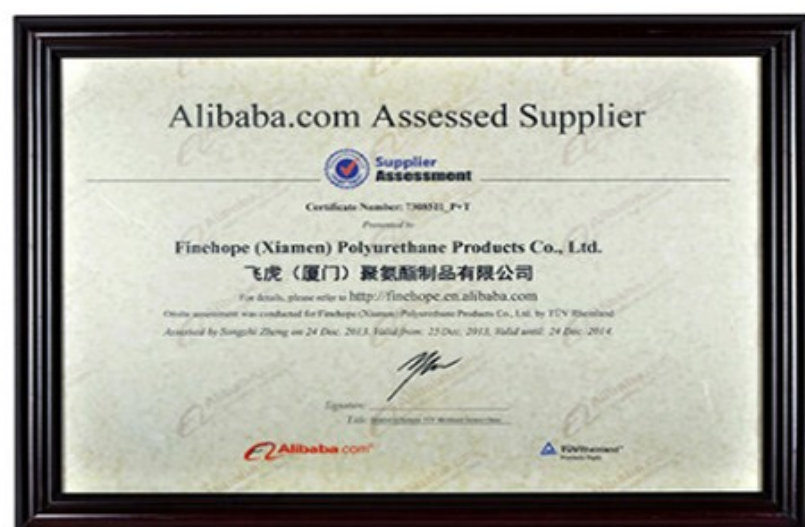 Alibaba.com Assessed Supplier
Supplier
Assessment
Certificate Number: 7308511_P+T
Presented to
Finehope (Xiamen) Polyurethane Products Co., Ltd.
飞虎（厦门）聚氨酯制品有限公司
For details, please refer to http://finehope.en.alibaba.com
Onsite assessment was conducted for Finehope (Xiamen) Polyurethane Products Co., Ltd. by TÜV Rheinland
Assessed by Songzhi Zheng on 24 Dec. 2013. Valid from: 25 Dec. 2013, Valid until: 24 Dec. 2014.
Signature:
Title:
Alibaba.com
TÜVRheinland